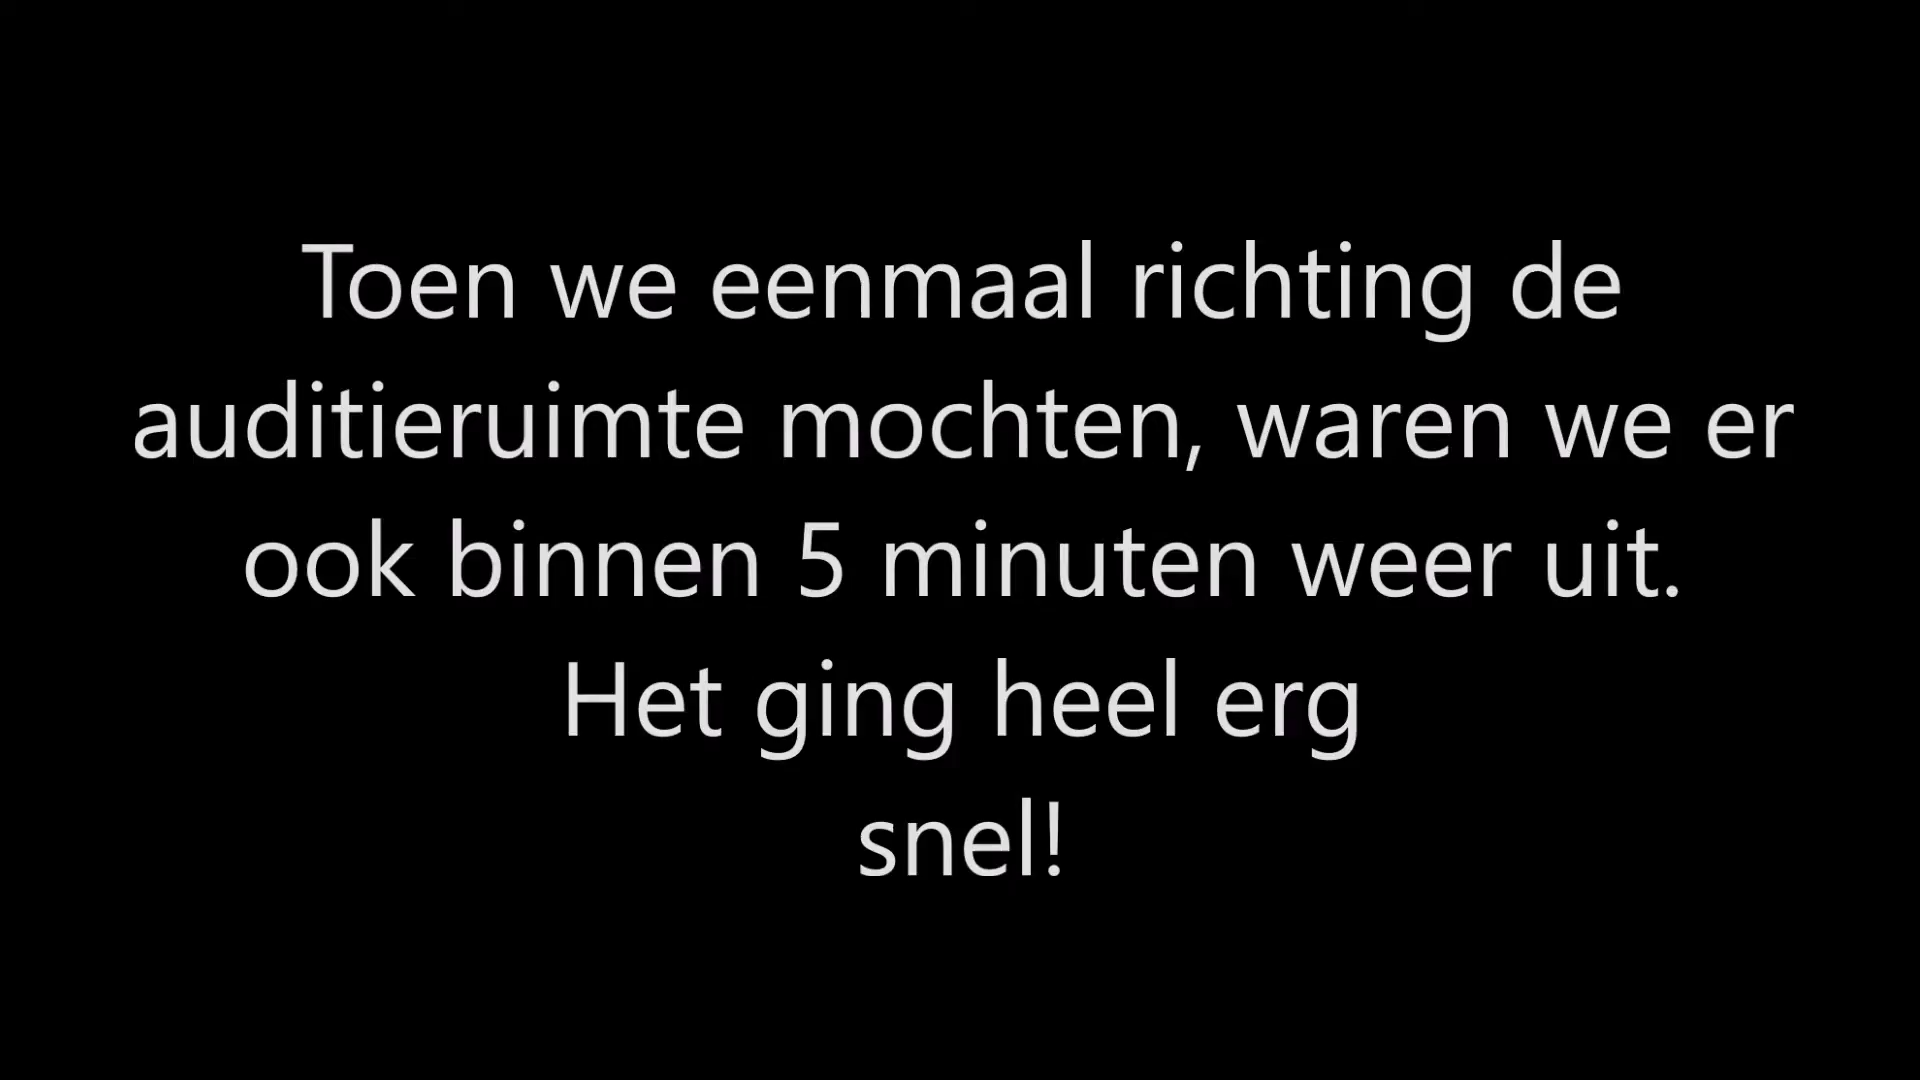 Toen we eenmaal richting de
auditieruimte mochten, waren we er
ook binnen 5 minuten weer uit.
Het ging heel erg
snel!